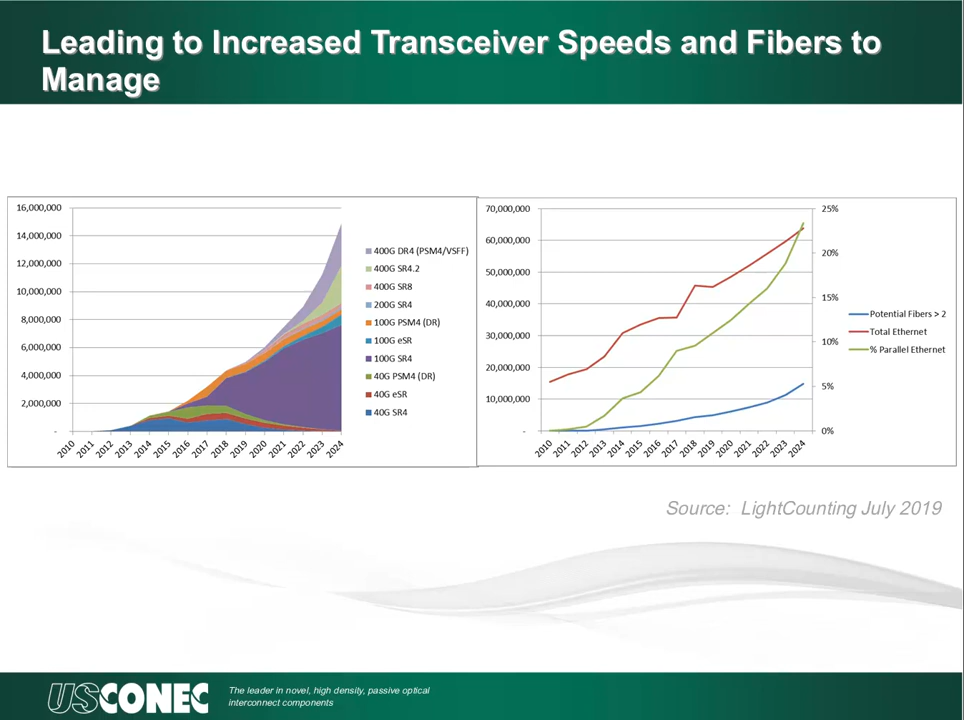 Leading to Increased Transceiver Speeds and Fibers to
Manage
16,000,000
14,000,000
12,000,000
10,000,000
8,000,000
6,000,000
4,000,000
2,000,000
-
2010
2011
2012
2013
2014
2015
2016
2017
2018
2019
2020
2021
2022
2023
2024
400G DR4 (PSM4/VSFF)
400G SR4.2
400G SR8
200G SR4
100G PSM4 (DR)
100G eSR
100G SR4
40G PSM4 (DR)
40G eSR
40G SR4
70,000,000
60,000,000
50,000,000
40,000,000
30,000,000
20,000,000
10,000,000
-
25%
20%
15%
10%
5%
0%
2010
2011
2012
2013
2014
2015
2016
2017
2018
2019
2020
2021
2022
2023
2024
Potential Fibers > 2
Total Ethernet
% Parallel Ethernet
Source: LightCounting July 2019
USCONEC
The leader in novel, high density, passive optical
interconnect components